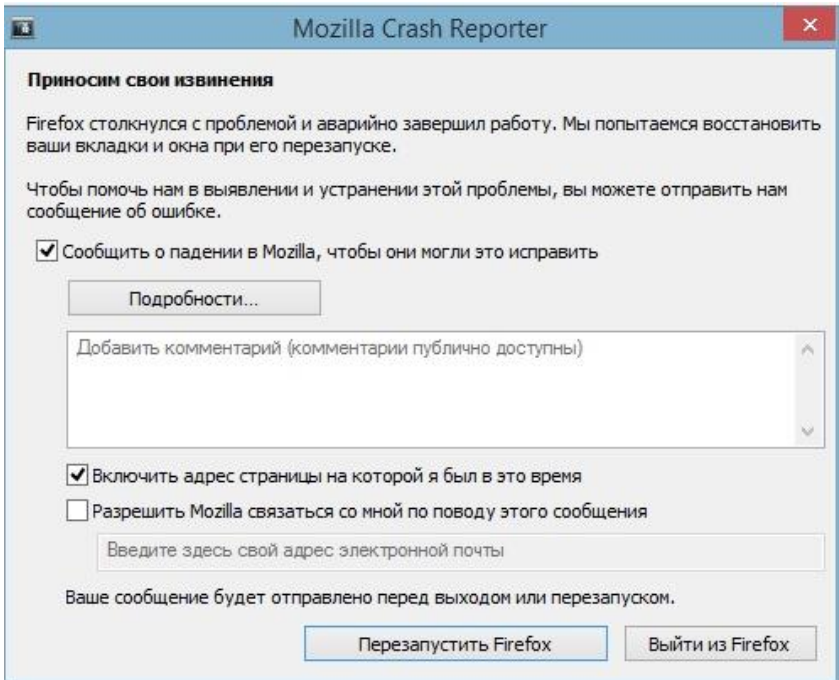 Mozilla Crash Reporter
Приносим свои извинения
Firefox столкнулся с проблемой и аварийно завершил работу. Мы попытаемся восстановить
ваши вкладки и окна при его перезапуске.
Чтобы помочь нам в выявлении и устранении этой проблемы, вы можете отправить нам
сообщение об ошибке.
Сообщить о падении в Mozilla, чтобы они могли это исправить
Подробности...
Добавить комментарий (комментарии публично доступны)
Включить адрес страницы на которой я был в это время
Разрешить Mozilla связаться со мной по поводу этого сообщения
Введите здесь свой адрес электронной почты
Ваше сообщение будет отправлено перед выходом или перезапуском.
Перезапустить Firefox Выйти из Firefox